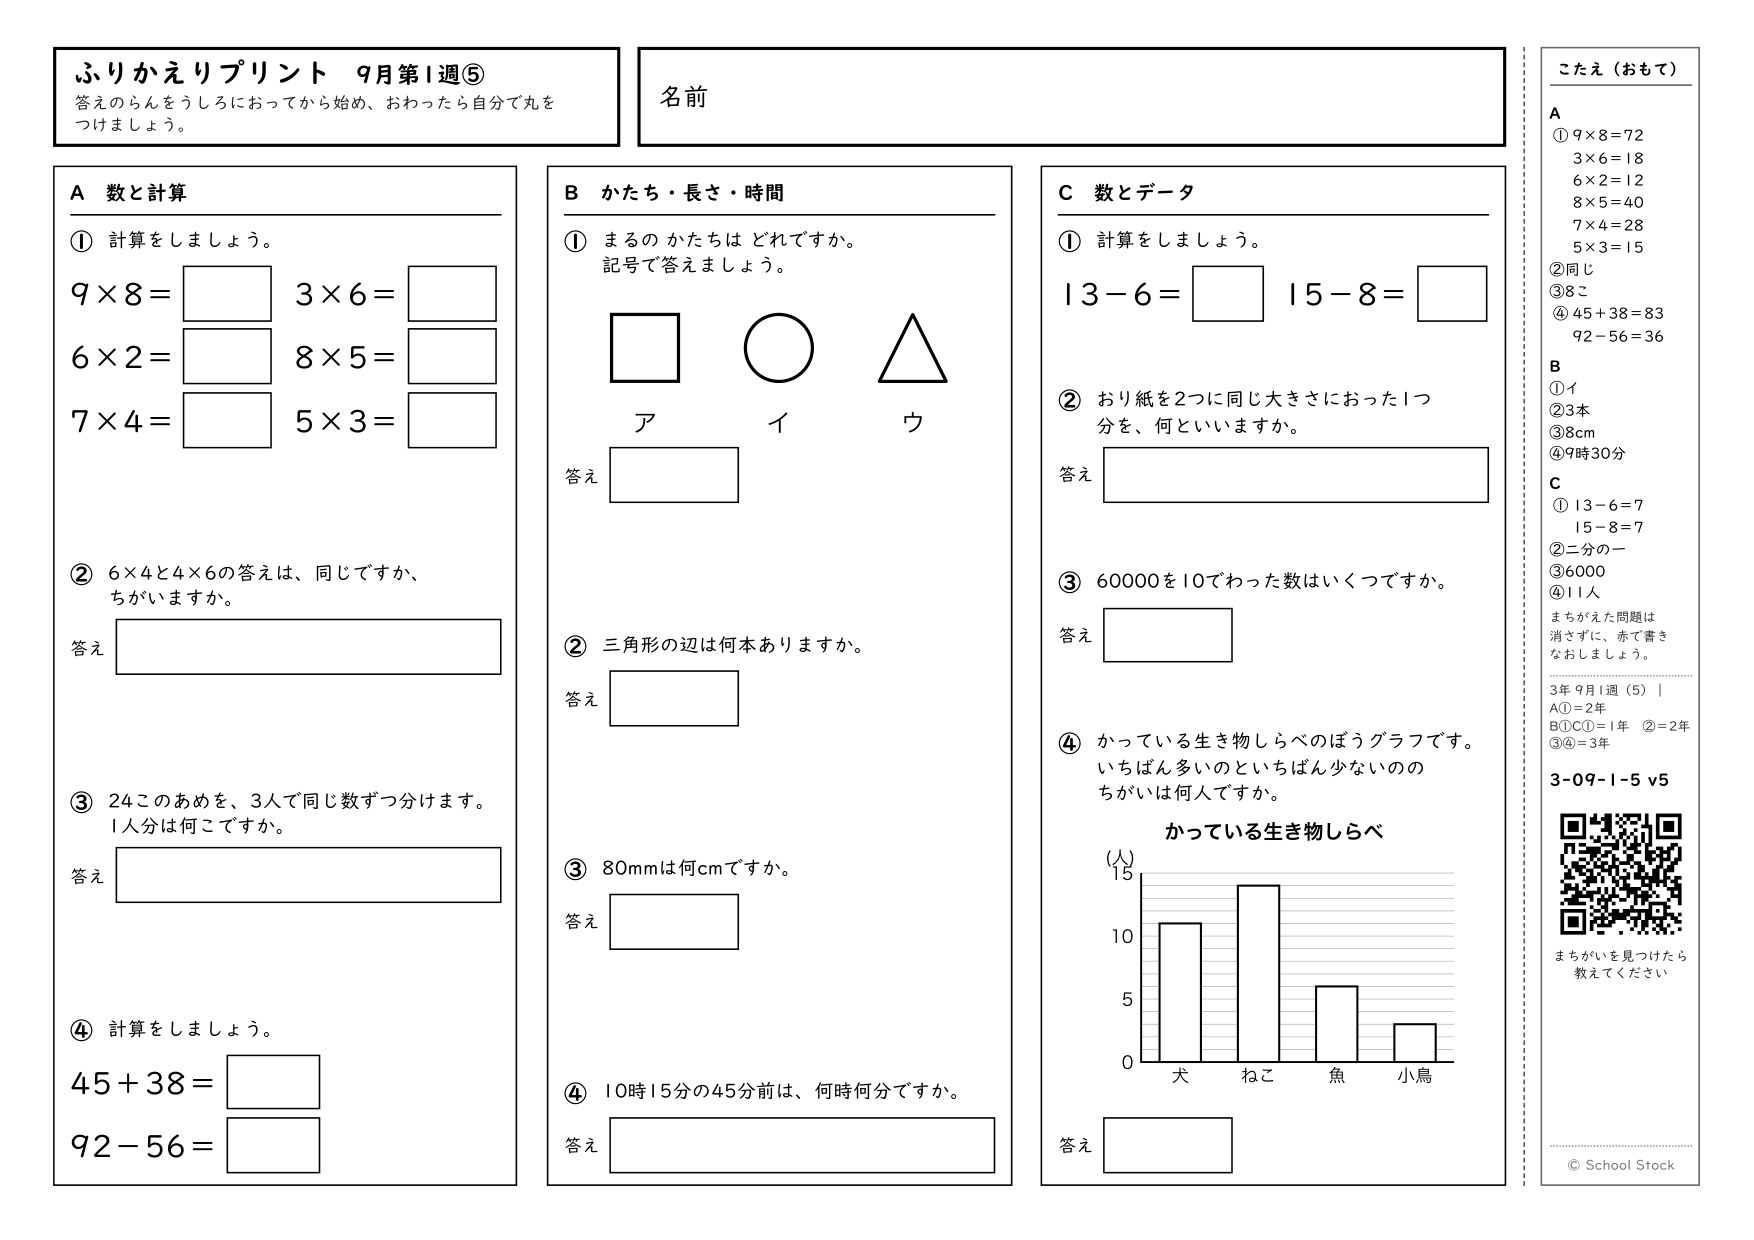 ふりかえりプリント　9月第1週⑤
答えのらんをうしろにおってから始め、おわったら自分で丸を
つけましょう。
名前
A　数と計算
① 計算をしましょう。
9×8＝
3×6＝
6×2＝
8×5＝
7×4＝
5×3＝
② 6×4と4×6の答えは、同じですか、
ちがいますか。
答え
③ 24このあめを、3人で同じ数ずつ分けます。
1人分は何こですか。
答え
④ 計算をしましょう。
45＋38＝
92－56＝
B　かたち・長さ・時間
① まるの かたちは どれですか。
記号で答えましょう。
ア
イ
ウ
答え
② 三角形の辺は何本ありますか。
答え
③ 80mmは何cmですか。
答え
④ 10時15分の45分前は、何時何分ですか。
答え
C　数とデータ
① 計算をしましょう。
13－6＝
15－8＝
② おり紙を2つに同じ大きさにおった1つ
分を、何といいますか。
答え
③ 60000を10でわった数はいくつですか。
答え
④ かっている生き物しらべのぼうグラフです。
いちばん多いのといちばん少ないのの
ちがいは何人ですか。
かっている生き物しらべ
(人)
15
10
5
0
犬
ねこ
魚
小鳥
答え
こたえ（おもて）
A
① 9×8＝72
3×6＝18
6×2＝12
8×5＝40
7×4＝28
5×3＝15
②同じ
③8こ
④ 45＋38＝83
92－56＝36
B
①イ
②3本
③8cm
④9時30分
C
① 13－6＝7
15－8＝7
②二分の一
③6000
④11人
まちがえた問題は
消さずに、赤で書き
なおしましょう。
3年 9月1週（5）｜
A①＝2年
B①C①＝1年　②＝2年
③④＝3年
3-09-1-5 v5
まちがいを見つけたら
教えてください
© School Stock